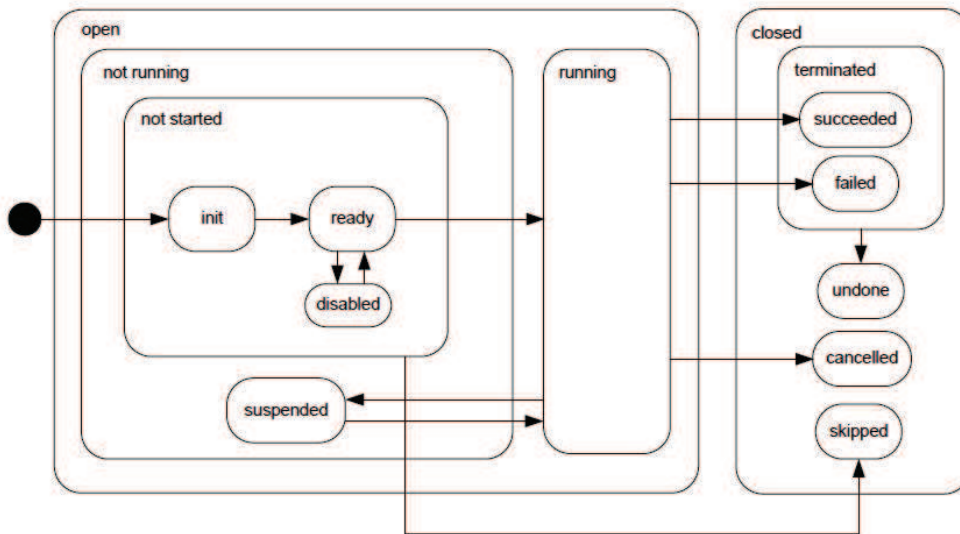 open
closed
not running
running
terminated
not started
succeeded
failed
init
ready
disabled
undone
cancelled
suspended
skipped